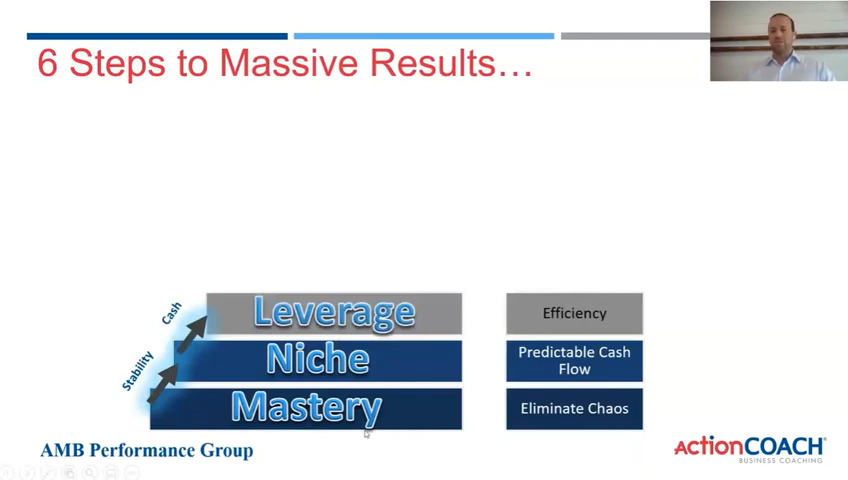 6 Steps to Massive Results…
Cash
Leverage
Efficiency
Stability
Niche
Predictable Cash
Flow
Mastery
Eliminate Chaos
AMB Performance Group
ActionCOACH®
BUSINESS COACHING